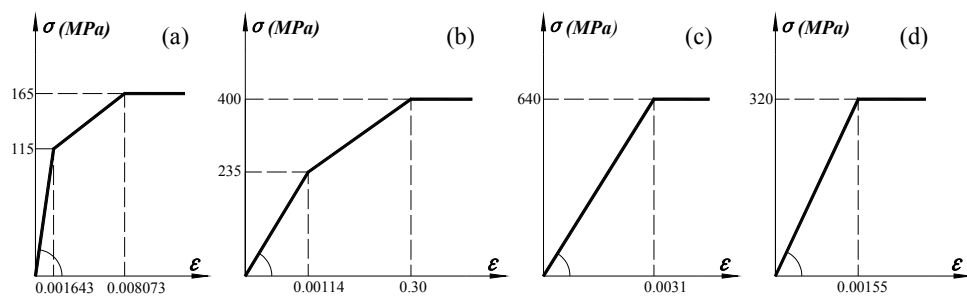 σ (MPa) (a)
165
115
0.001643 0.008073 ε
σ (MPa) (b)
400
235
0.00114 0.30 ε
σ (MPa) (c)
640
0.0031 ε
σ (MPa) (d)
320
0.00155 ε